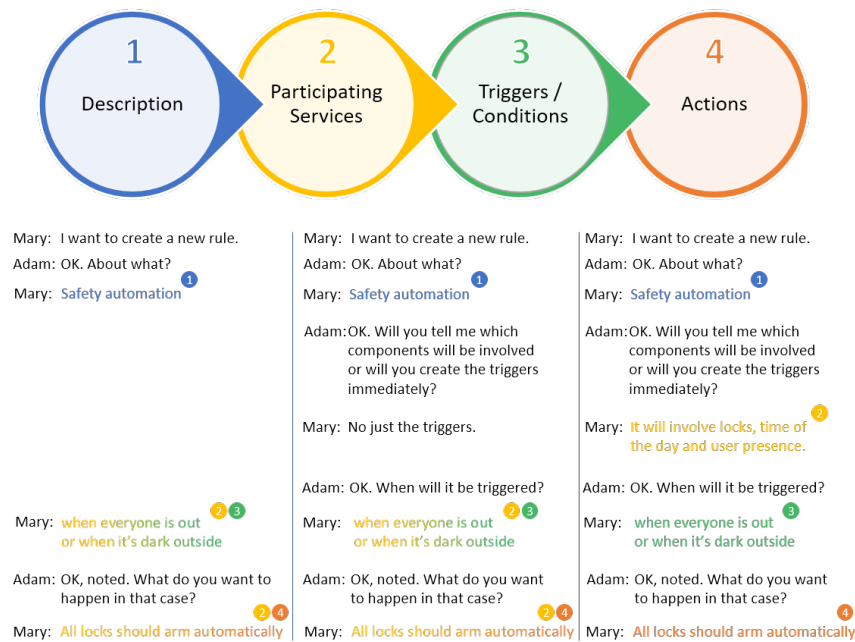 1
Description
2
Participating
Services
3
Triggers /
Conditions
4
Actions
Mary: I want to create a new rule.
Adam: OK. About what?
Mary: Safety automation 1
Mary: when everyone is out 2 3
or when it's dark outside
Adam: OK, noted. What do you want to
happen in that case?
2 4
Mary: All locks should arm automatically
Mary: I want to create a new rule.
Adam: OK. About what?
Mary: Safety automation 1
Adam: OK. Will you tell me which
components will be involved
or will you create the triggers
immediately?
Mary: No just the triggers.
Adam: OK. When will it be triggered?
Mary: when everyone is out 2 3
or when it's dark outside
Adam: OK, noted. What do you want
to happen in that case?
2 4
Mary: All locks should arm automatically
Mary: I want to create a new rule.
Adam: OK. About what?
Mary: Safety automation 1
Adam: OK. Will you tell me which
components will be involved
or will you create the triggers
immediately?
Mary: It will involve locks, time of 2
the day and user presence.
Adam: OK. When will it be triggered?
Mary: when everyone is out 3
or when it's dark outside
Adam: OK, noted. What do you want
to happen in that case?
4
Mary: All locks should arm automatically